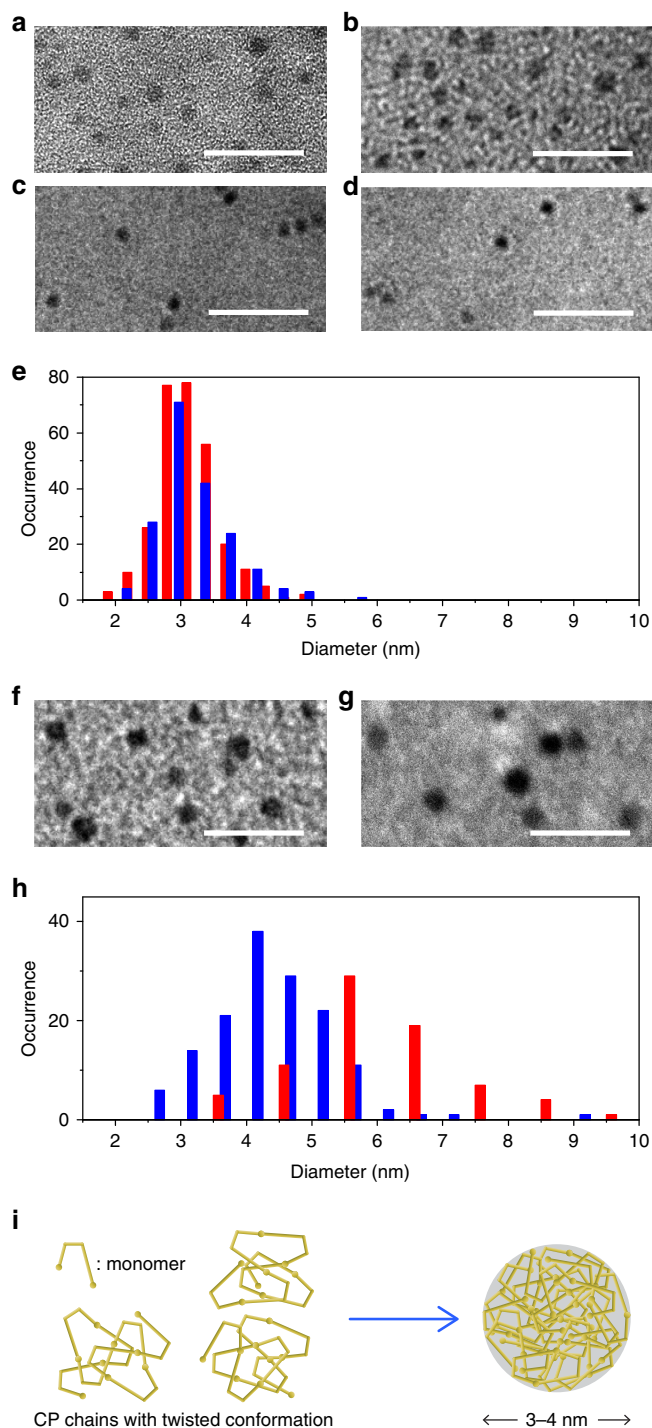 a
b
c
d
e
80
60
40
20
0
Occurrence
2 3 4 5 6 7 8 9 10
Diameter (nm)
f
g
h
40
20
0
Occurrence
2 3 4 5 6 7 8 9 10
Diameter (nm)
i
: monomer
CP chains with twisted conformation
3–4 nm